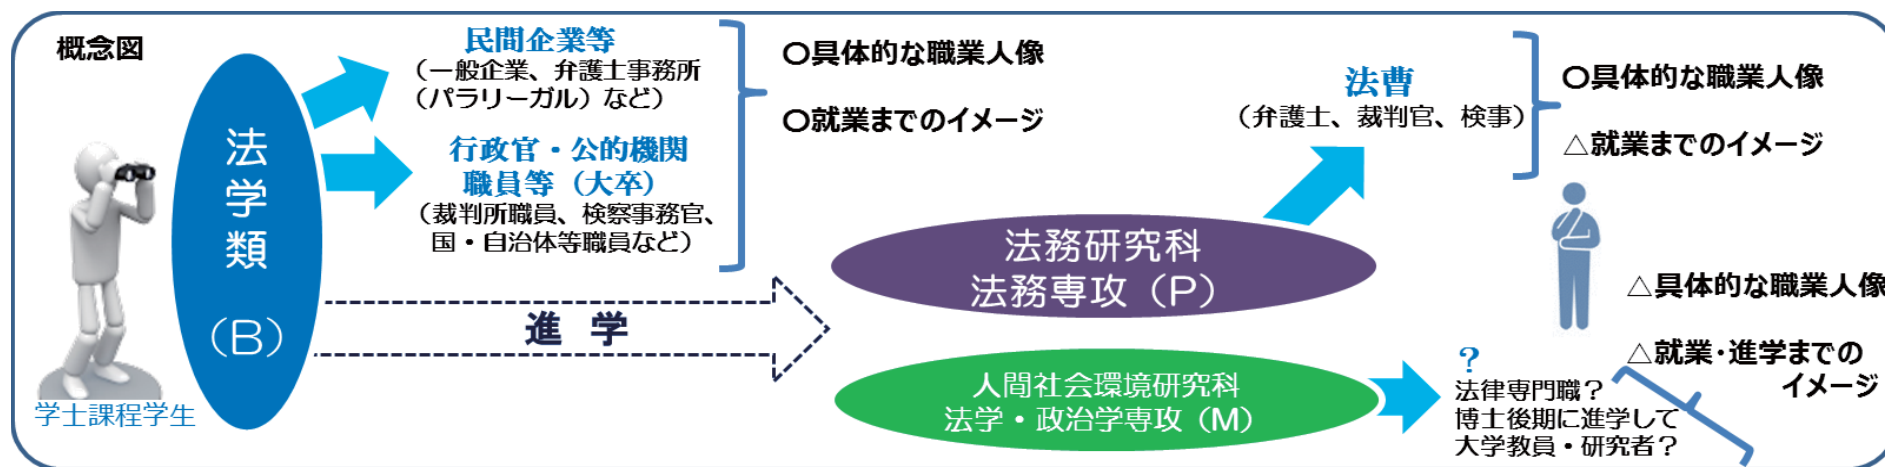 概念図
学士課程学生
法学類
（B）
民間企業等
（一般企業、弁護士事務所
（パラリーガル）など）
行政官・公的機関
職員等（大卒）
（裁判所職員、検察事務官、
国・自治体等職員など）
〇具体的な職業人像
〇就業までのイメージ
進 学
法務研究科
法務専攻（P）
人間社会環境研究科
法学・政治学専攻（M）
法曹
（弁護士、裁判官、検事）
〇具体的な職業人像
△就業までのイメージ
？
法律専門職？
博士後期に進学して
大学教員・研究者？
△具体的な職業人像
△就業・進学までの
イメージ